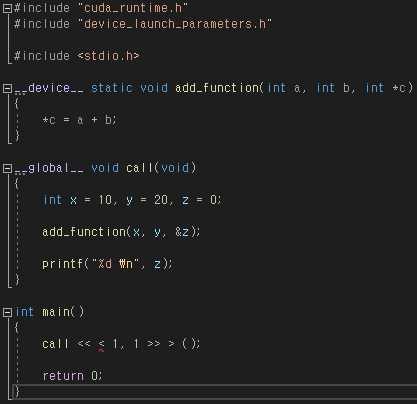 #include "cuda_runtime.h"
#include "device_launch_parameters.h"
#include <stdio.h>
__device__ static void add_function(int a, int b, int *c)
{
*c = a + b;
}
__global__ void call(void)
{
int x = 10, y = 20, z = 0;
add_function(x, y, &z);
printf("%d ₩n", z);
}
int main()
{
call << < 1, 1 >> > ();
return 0;
}